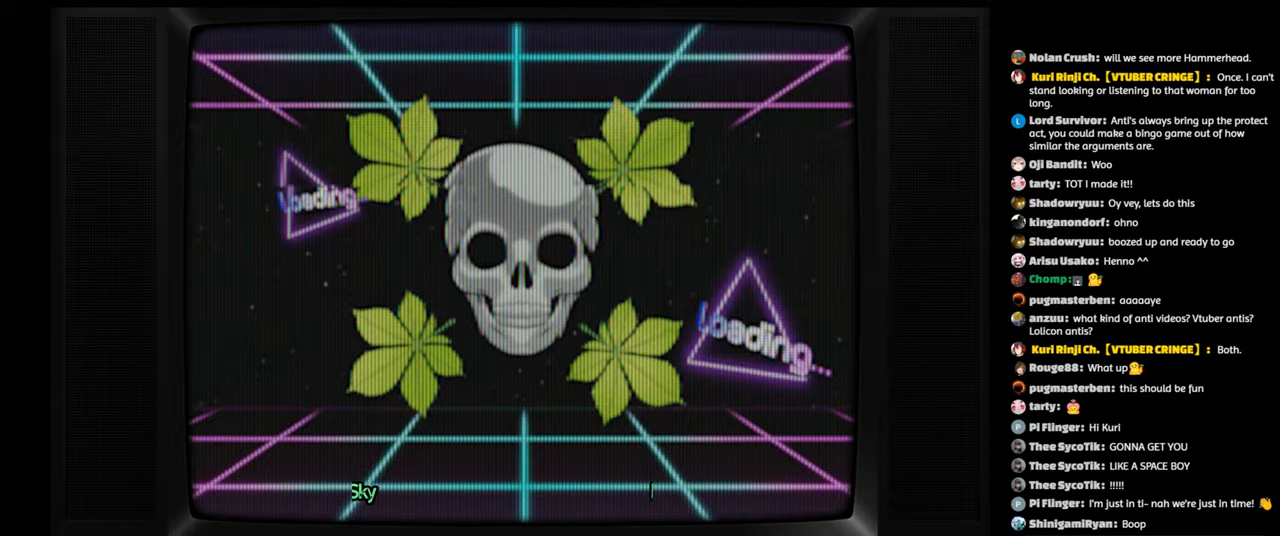 Loading...
Loading...
Sky
Nolan Crush: will we see more Hammerhead.
Kuri Rinji Ch.【VTUBER CRINGE】: Once. I can't
stand looking or listening to that woman for too
long.
Lord Survivor: Anti's always bring up the protect
act, you could make a bingo game out of how
similar the arguments are.
Oji Bandit: Woo
tarty: TOT I made it!!
Shadowryuu: Oy vey, lets do this
kinganondorf: ohno
Shadowryuu: boozed up and ready to go
Arisu Usako: Henno ^^
Chomp:
pugmasterben: aaaaaye
anzuu: what kind of anti videos? Vtuber antis?
Lolicon antis?
Kuri Rinji Ch.【VTUBER CRINGE】: Both.
Rouge88: What up
pugmasterben: this should be fun
tarty:
Pi Flinger: Hi Kuri
Thee SycoTik: GONNA GET YOU
Thee SycoTik: LIKE A SPACE BOY
Thee SycoTik: !!!!!
Pi Flinger: I'm just in ti- nah we're just in time! 👋
ShinigamiRyan: Boop